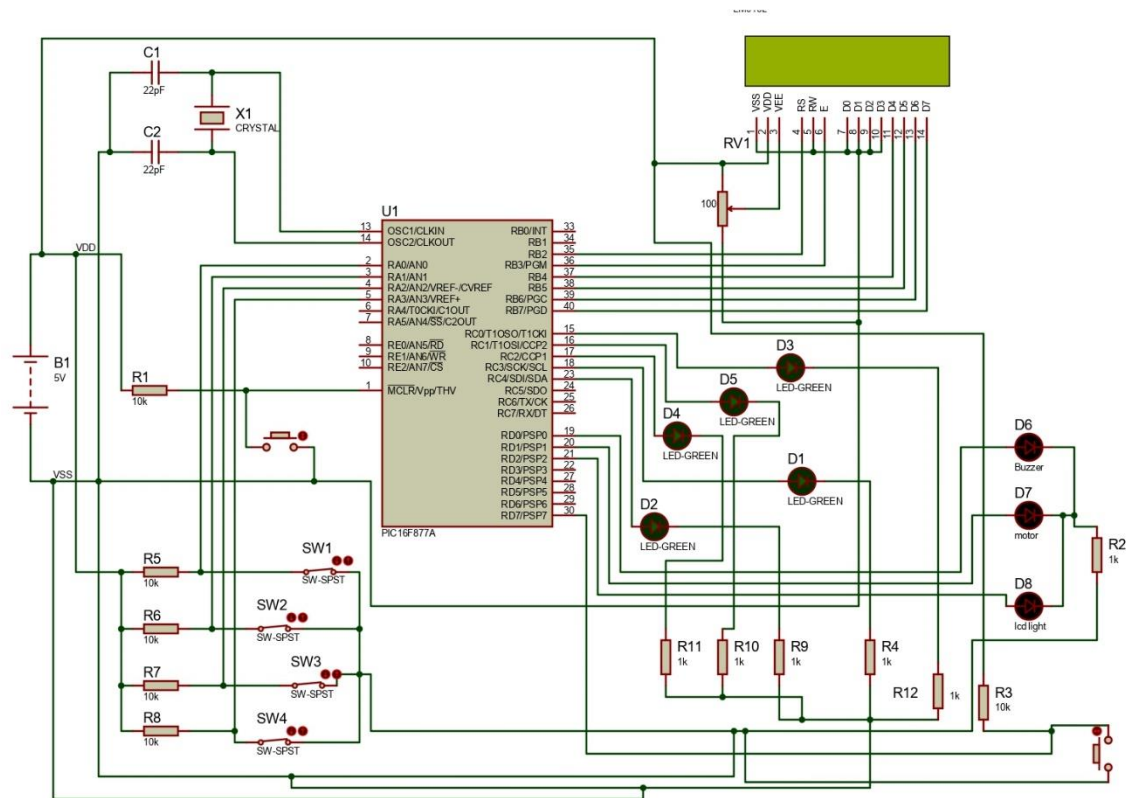 C1
22pF
X1
CRYSTAL
C2
22pF
VSS
VDD
VEE
RS
RW
E
D0
D1
D2
D3
D4
D5
D6
D7
1
2
3
4
5
6
7
8
9
10
11
12
13
14
RV1
100
U1
13 OSC1/CLKIN RB0/INT 33
14 OSC2/CLKOUT RB1 34
RB2 35
2 RA0/AN0 RB3/PGM 36
3 RA1/AN1 RB4 37
4 RA2/AN2/VREF-/CVREF RB5 38
5 RA3/AN3/VREF+ RB6/PGC 39
6 RA4/T0CKI/C1OUT RB7/PGD 40
7 RA5/AN4/SS/C2OUT
RC0/T1OSO/T1CKI 15
8 RE0/AN5/RD RC1/T1OSI/CCP2 16
9 RE1/AN6/WR RC2/CCP1 17
10 RE2/AN7/CS RC3/SCK/SCL 18
RC4/SDI/SDA 23
1 MCLR/Vpp/THV RC5/SDO 24
RC6/TX/CK 25
RC7/RX/DT 26
RD0/PSP0 19
RD1/PSP1 20
RD2/PSP2 21
RD3/PSP3 22
RD4/PSP4 27
RD5/PSP5 28
RD6/PSP6 29
RD7/PSP7 30
PIC16F877A
VDD
B1
5V
R1
10k
VSS
D3
LED-GREEN
D5
LED-GREEN
D4
LED-GREEN
D1
LED-GREEN
D2
LED-GREEN
D6
Buzzer
D7
motor
D8
lcd light
R2
1k
R5
10k
SW1
SW-SPST
R6
10k
SW2
SW-SPST
R7
10k
SW3
SW-SPST
R8
10k
SW4
SW-SPST
R11
1k
R10
1k
R9
1k
R4
1k
R12
1k
R3
10k